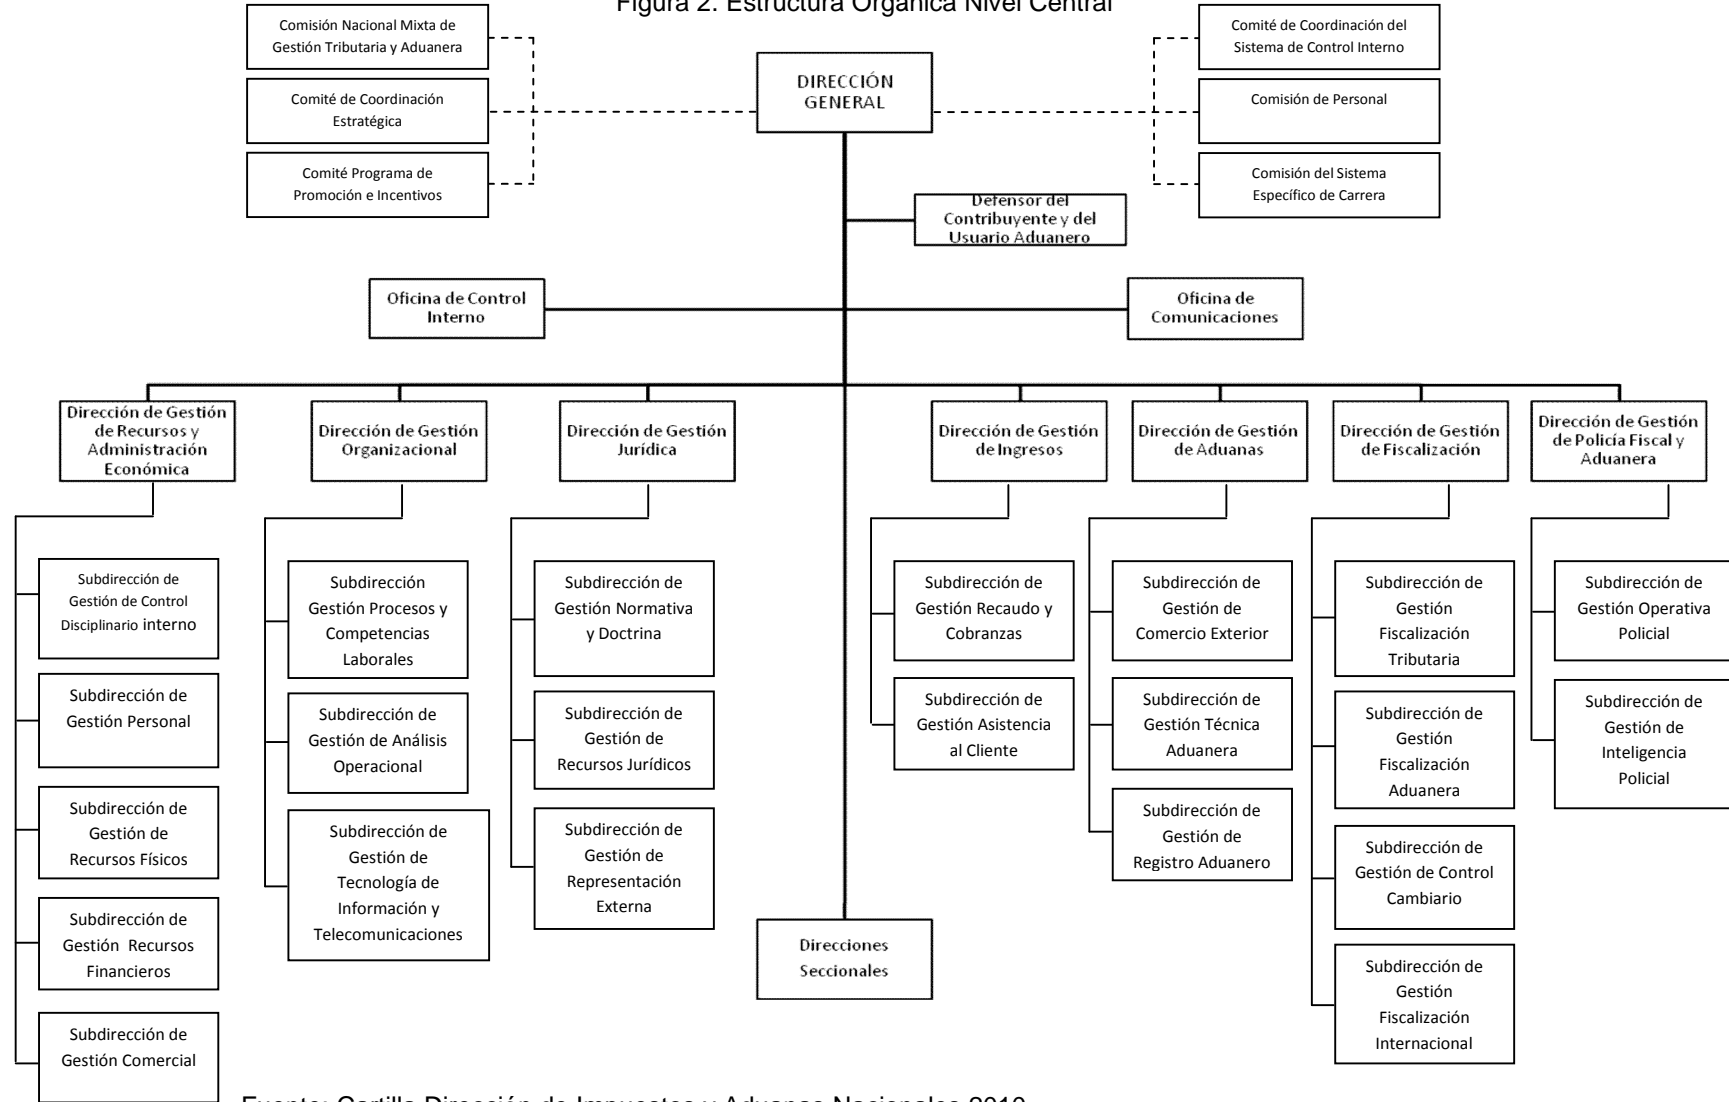 Figura 2. Estructura Orgánica Nivel Central
Comisión Nacional Mixta de
Gestión Tributaria y Aduanera
Comité de Coordinación
Estratégica
Comité Programa de
Promoción e Incentivos
DIRECCIÓN
GENERAL
Comité de Coordinación del
Sistema de Control Interno
Comisión de Personal
Comisión del Sistema
Específico de Carrera
Defensor del
Contribuyente y del
Usuario Aduanero
Oficina de Control
Interno
Oficina de
Comunicaciones
Dirección de Gestión
de Recursos y
Administración
Económica
Dirección de Gestión
Organizacional
Dirección de Gestión
Jurídica
Dirección de Gestión
de Ingresos
Dirección de Gestión
de Aduanas
Dirección de Gestión
de Fiscalización
Dirección de Gestión
de Policía Fiscal y
Aduanera
Subdirección de
Gestión de Control
Disciplinario interno
Subdirección de
Gestión Personal
Subdirección de
Gestión de
Recursos Físicos
Subdirección de
Gestión Recursos
Financieros
Subdirección de
Gestión Comercial
Subdirección
Gestión Procesos y
Competencias
Laborales
Subdirección de
Gestión de Análisis
Operacional
Subdirección de
Gestión de
Tecnología de
Información y
Telecomunicaciones
Subdirección de
Gestión Normativa
y Doctrina
Subdirección de
Gestión de
Recursos Jurídicos
Subdirección de
Gestión de
Representación
Externa
Direcciones
Seccionales
Subdirección de
Gestión Recaudo y
Cobranzas
Subdirección de
Gestión Asistencia
al Cliente
Subdirección de
Gestión de
Comercio Exterior
Subdirección de
Gestión Técnica
Aduanera
Subdirección de
Gestión de
Registro Aduanero
Subdirección de
Gestión
Fiscalización
Tributaria
Subdirección de
Gestión
Fiscalización
Aduanera
Subdirección de
Gestión de Control
Cambiario
Subdirección de
Gestión
Fiscalización
Internacional
Subdirección de
Gestión Operativa
Policial
Subdirección de
Gestión de
Inteligencia
Policial
Fuente: Cartilla Dirección de Impuestos y Aduanas Nacionales 2010